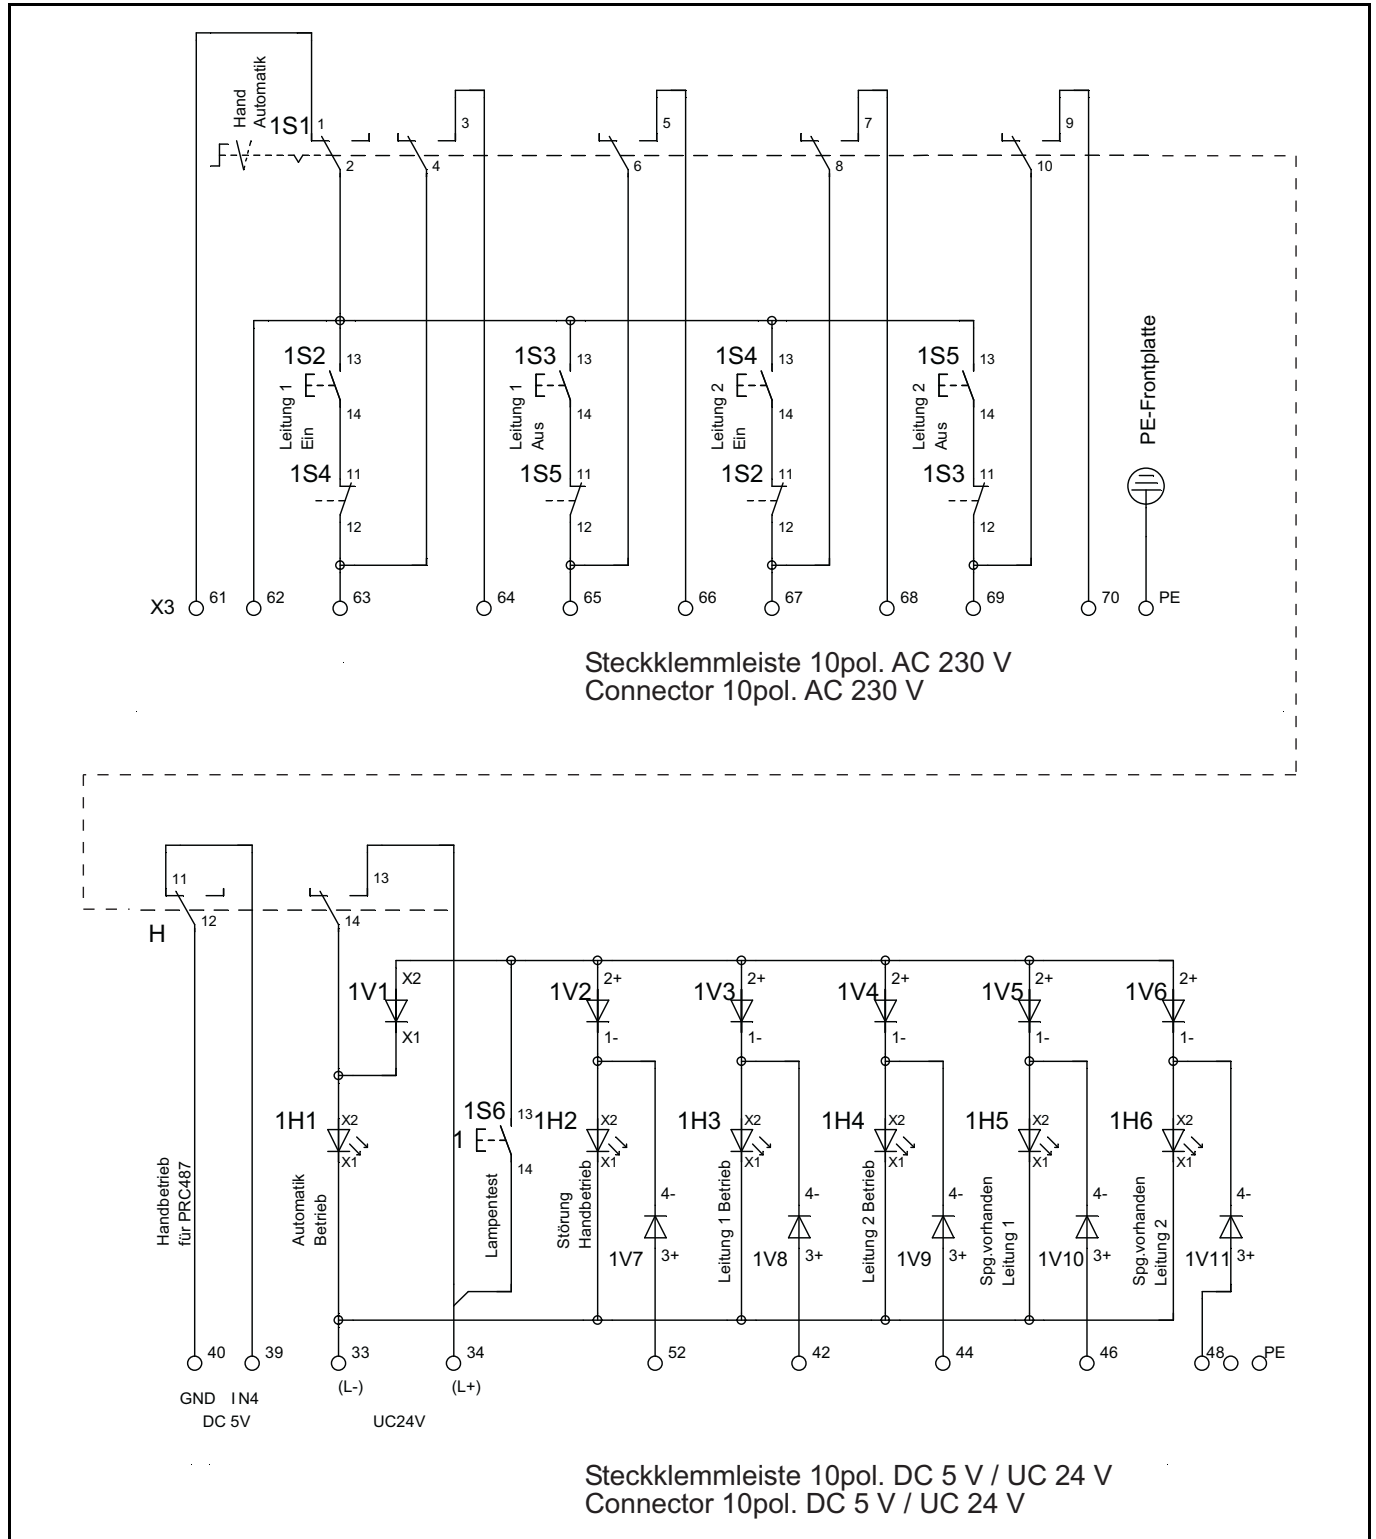 Hand
Automatik
1S1
1
2
3
4
5
6
7
8
9
10
1S2
13
14
Leitung 1
Ein
1S4
11
12
1S3
13
14
Leitung 1
Aus
1S5
11
12
1S4
13
14
Leitung 2
Ein
1S2
11
12
1S5
13
14
Leitung 2
Aus
1S3
11
12
PE-Frontplatte
X3
61
62
63
64
65
66
67
68
69
70
PE
Steckklemmleiste 10pol. AC 230 V
Connector 10pol. AC 230 V
11
12
H
13
14
1V1
X2
X1
1V2
2+
1-
1V3
2+
1-
1V4
2+
1-
1V5
2+
1-
1V6
2+
1-
1H1
X2
X1
Automatik
Betrieb
1S6
13
1
14
Lampentest
1H2
X2
X1
Störung
Handbetrieb
1H3
X2
X1
Leitung 1 Betrieb
1H4
X2
X1
Leitung 2 Betrieb
1H5
X2
X1
Spg.vorhanden
Leitung 1
1H6
X2
X1
Spg.vorhanden
Leitung 2
Handbetrieb
für PRC487
4-
1V7
3+
4-
1V8
3+
4-
1V9
3+
4-
1V10
3+
4-
1V11
3+
40
39
33
34
52
42
44
46
48
PE
GND
IN4
DC 5V
(L-)
(L+)
UC24V
Steckklemmleiste 10pol. DC 5 V / UC 24 V
Connector 10pol. DC 5 V / UC 24 V